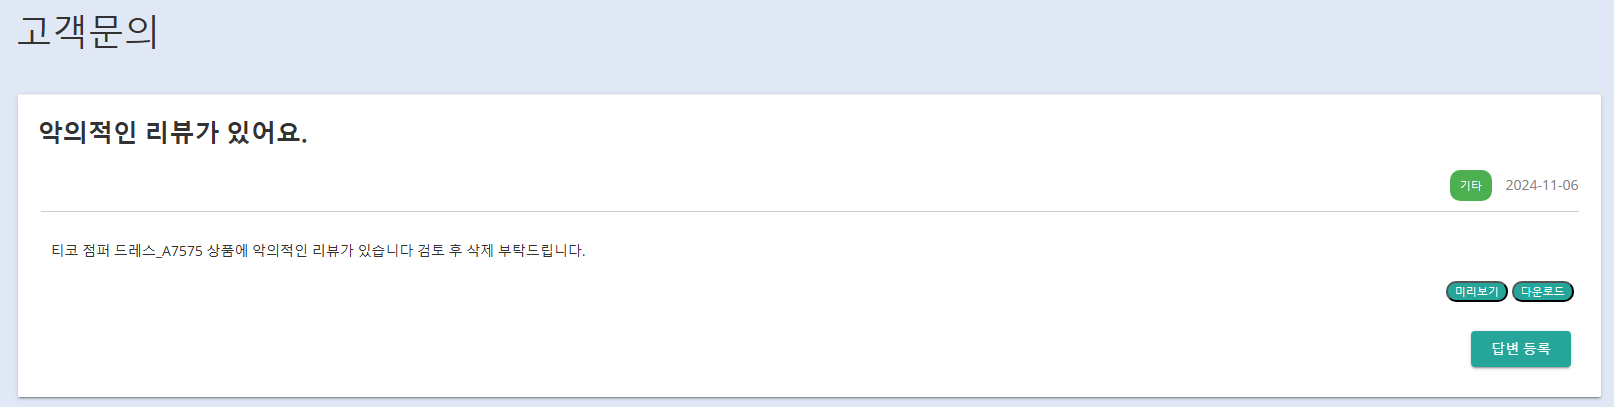 고객문의
악의적인 리뷰가 있어요.
기타 2024-11-06
티코 점퍼 드레스_A7575 상품에 악의적인 리뷰가 있습니다 검토 후 삭제 부탁드립니다.
미리보기 다운로드
답변 등록